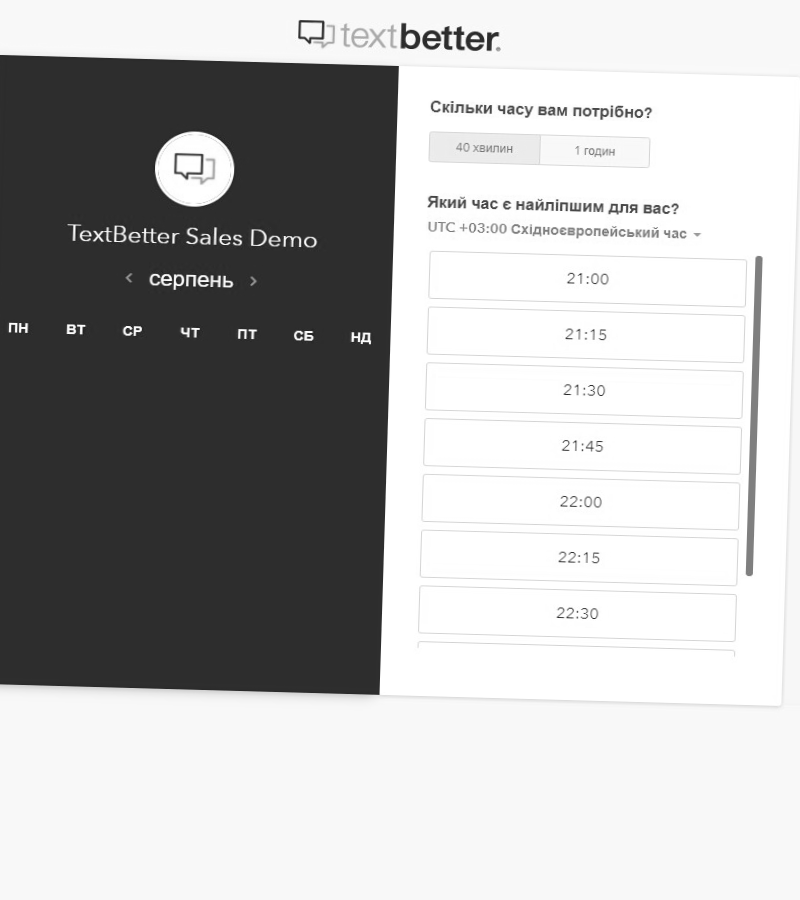 textbetter.
TextBetter Sales Demo
серпень
ПН ВТ СР ЧТ ПТ СБ НД
Скільки часу вам потрібно?
40 хвилин 1 годин
Який час є найліпшим для вас?
UTC +03:00 Східноєвропейський час
21:00
21:15
21:30
21:45
22:00
22:15
22:30